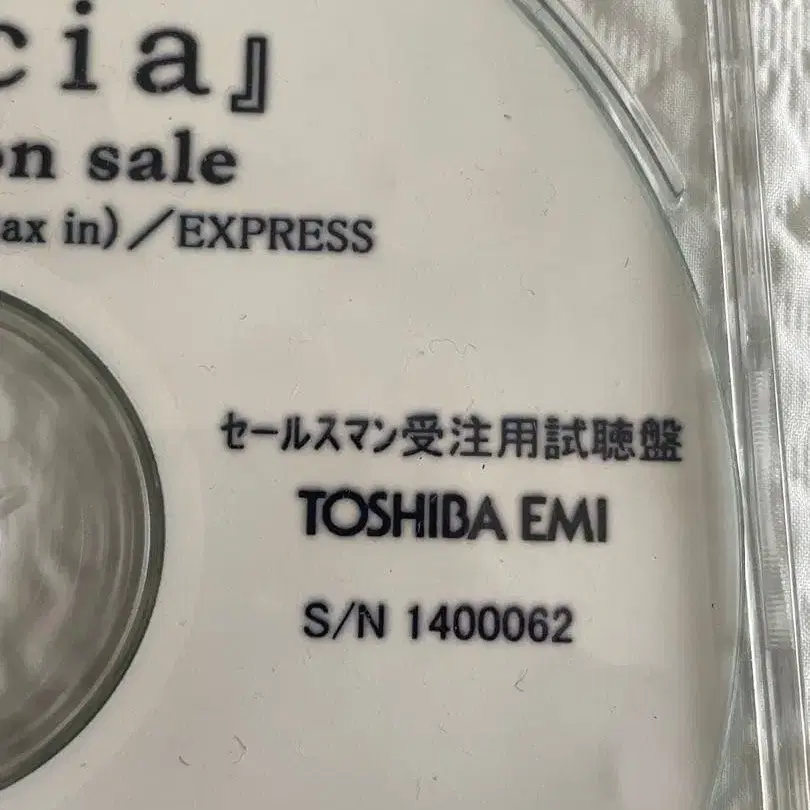 cia』
on sale
ax in)／EXPRESS
セールスマン受注用試聴盤
TOSHIBA EMI
S/N 1400062